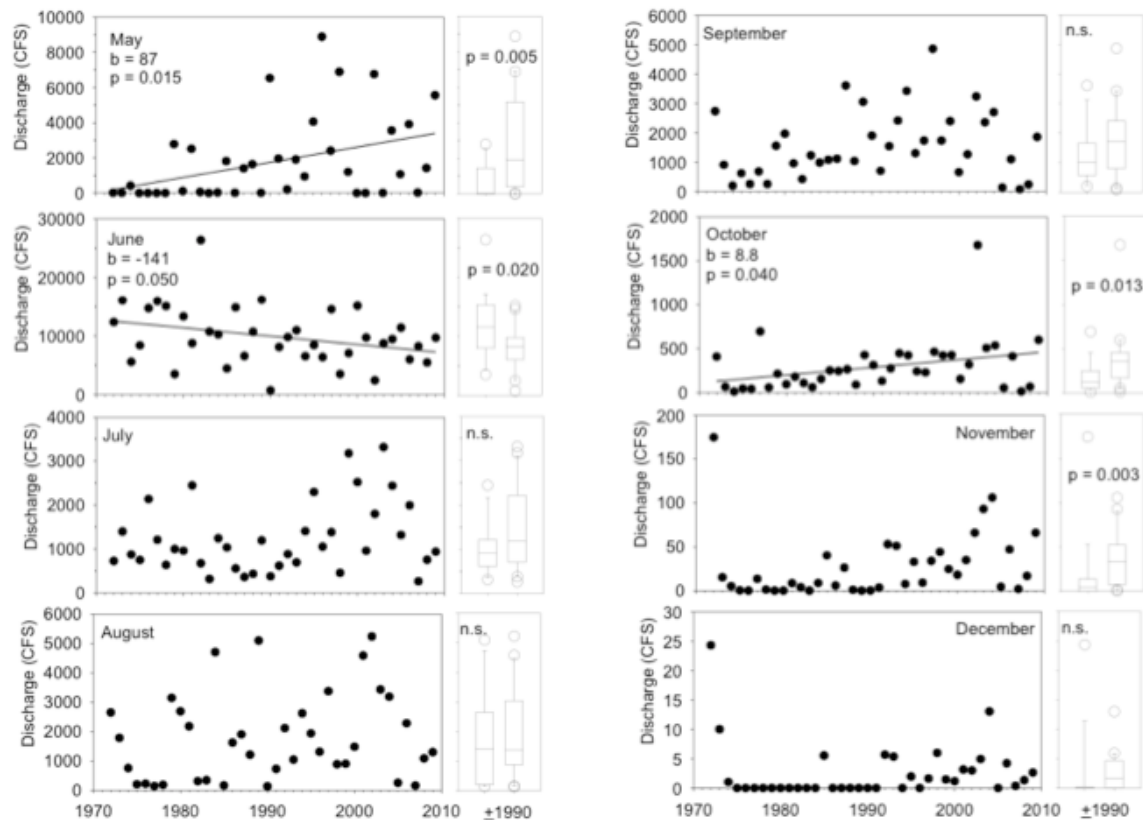 10000
8000
6000
4000
2000
0
Discharge (CFS)
May
b = 87
p = 0.015
p = 0.005
30000
20000
10000
0
Discharge (CFS)
June
b = -141
p = 0.050
p = 0.020
4000
3000
2000
1000
0
Discharge (CFS)
July
n.s.
6000
5000
4000
3000
2000
1000
0
Discharge (CFS)
August
n.s.
1970 1980 1990 2000 2010 ±1990
6000
5000
4000
3000
2000
1000
0
Discharge (CFS)
September
n.s.
2000
1500
1000
500
0
Discharge (CFS)
October
b = 8.8
p = 0.040
p = 0.013
200
150
100
50
0
Discharge (CFS)
November
p = 0.003
30
25
20
15
10
5
0
Discharge (CFS)
December
n.s.
1970 1980 1990 2000 2010 ±1990